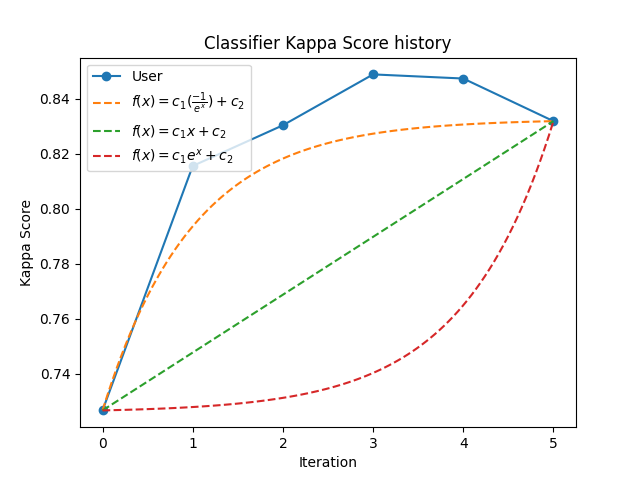 Classifier Kappa Score history
User
f(x) = c₁(-1/eˣ) + c₂
f(x) = c₁x + c₂
f(x) = c₁eˣ + c₂
0.84
0.82
0.80
0.78
0.76
0.74
Kappa Score
0 1 2 3 4 5
Iteration